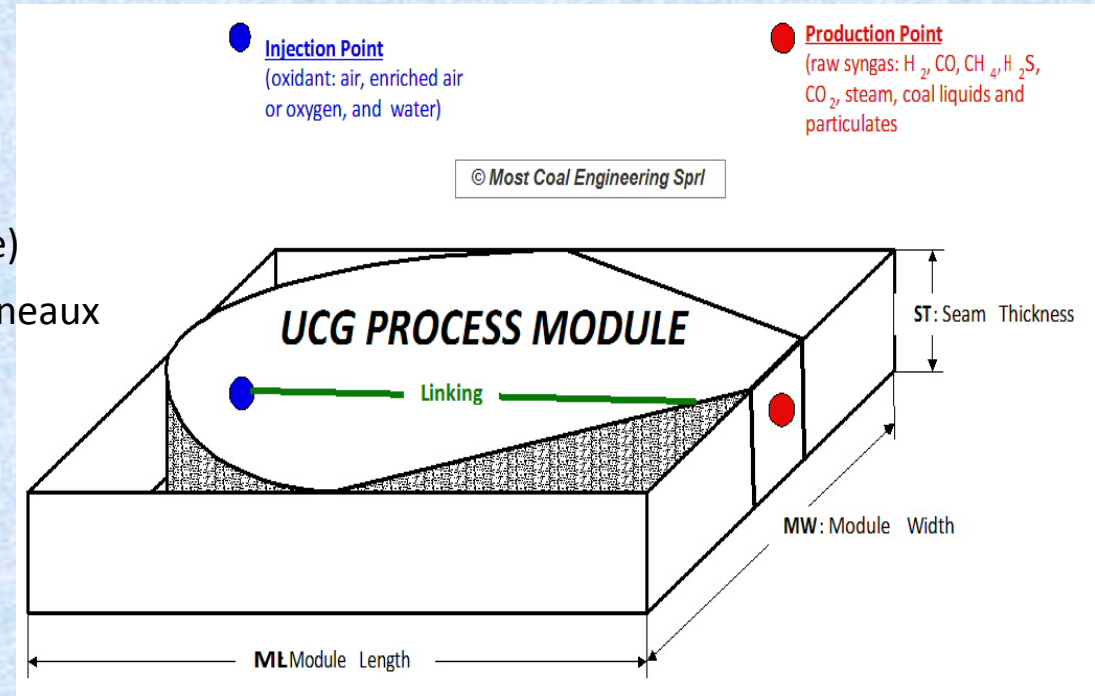 Injection Point
(oxidant: air, enriched air
or oxygen, and water)
Production Point
(raw syngas: H 2, CO, CH 4, H 2S,
CO 2, steam, coal liquids and
particulates
© Most Coal Engineering Sprl
e)
neaux
UCG PROCESS MODULE
Linking
ST: Seam Thickness
MW: Module Width
ML Module Length